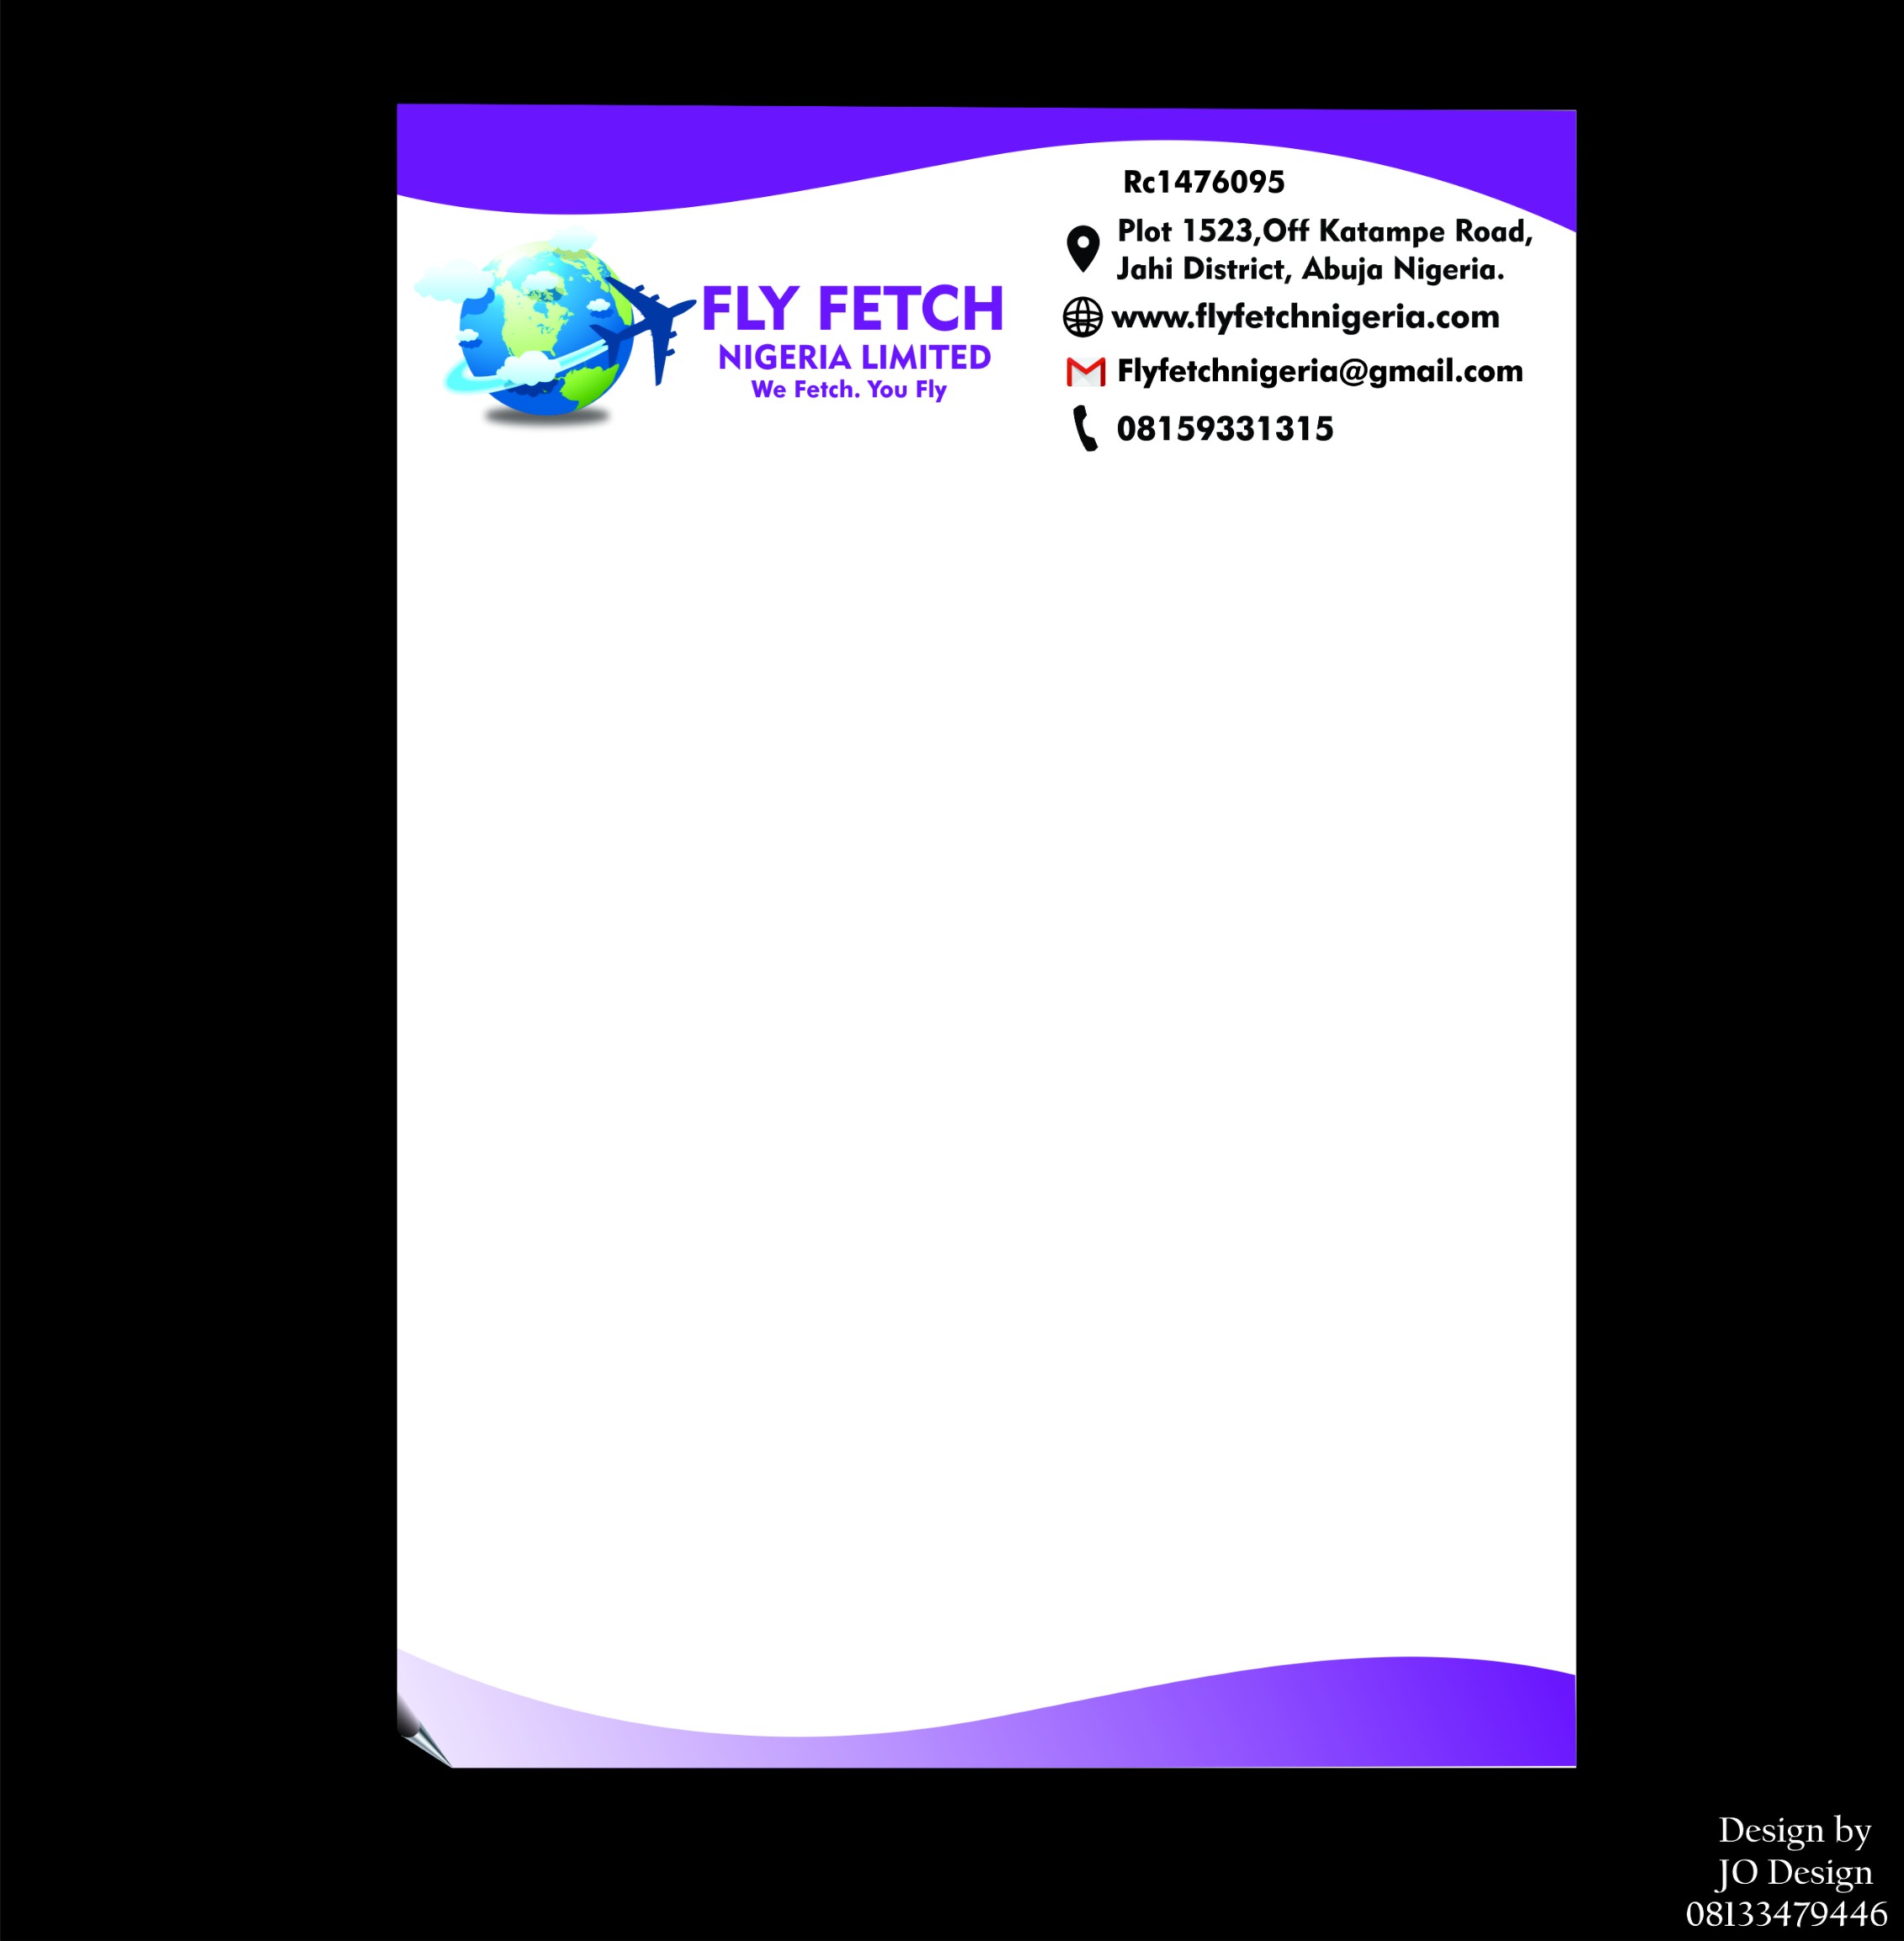 Rc1476095
Plot 1523,Off Katampe Road,
Jahi District, Abuja Nigeria.
www.flyfetchnigeria.com
Flyfetchnigeria@gmail.com
08159331315
FLY FETCH
NIGERIA LIMITED
We Fetch. You Fly
Design by
JO Design
08133479446